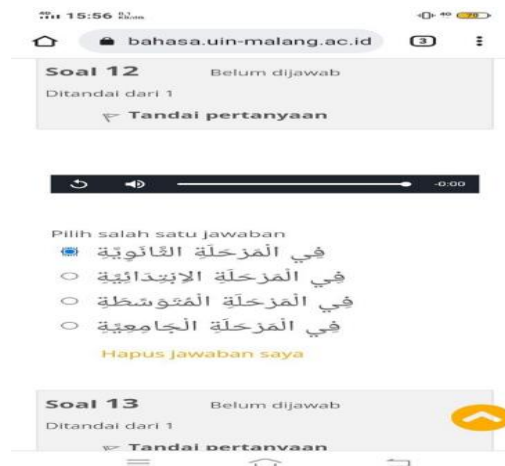 15:56
bahasa.uin-malang.ac.id 3
Soal 12 Belum dijawab
Ditandai dari 1
Tandai pertanyaan
-0:00
Pilih salah satu jawaban
فِي الْمَرْحَلَةِ الثَّانَوِيَّةِ
فِي الْمَرْحَلَةِ الاِبْتِدَائِيَّةِ
فِي الْمَرْحَلَةِ الْمُتَوَسِّطَةِ
فِي الْمَرْحَلَةِ الْجَامِعِيَّةِ
Hapus jawaban saya
Soal 13 Belum dijawab
Ditandai dari 1
Tandai pertanyaan